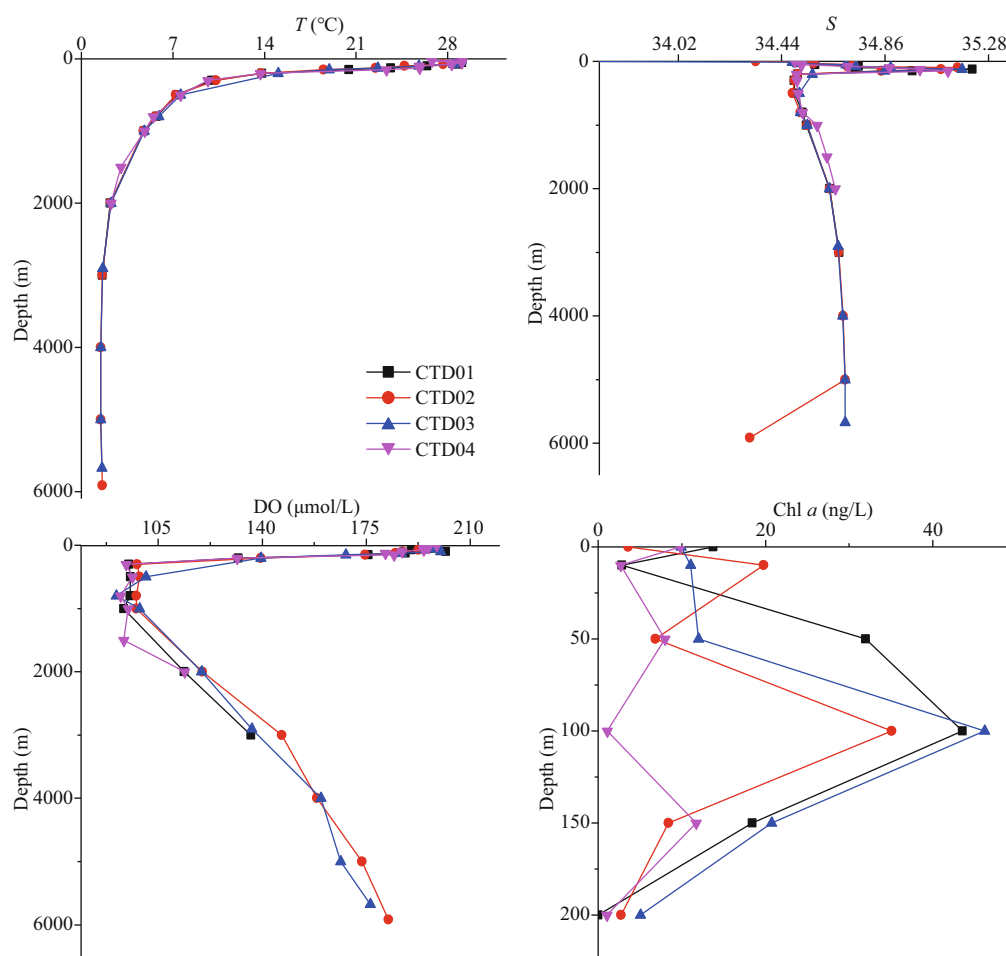 T (°C)
0 7 14 21 28
0
2000
4000
6000
Depth (m)
CTD01
CTD02
CTD03
CTD04
S
34.02 34.44 34.86 35.28
0
2000
4000
6000
Depth (m)
DO (μmol/L)
105 140 175 210
0
2000
4000
6000
Depth (m)
Chl a (ng/L)
0 20 40
0
50
100
150
200
Depth (m)